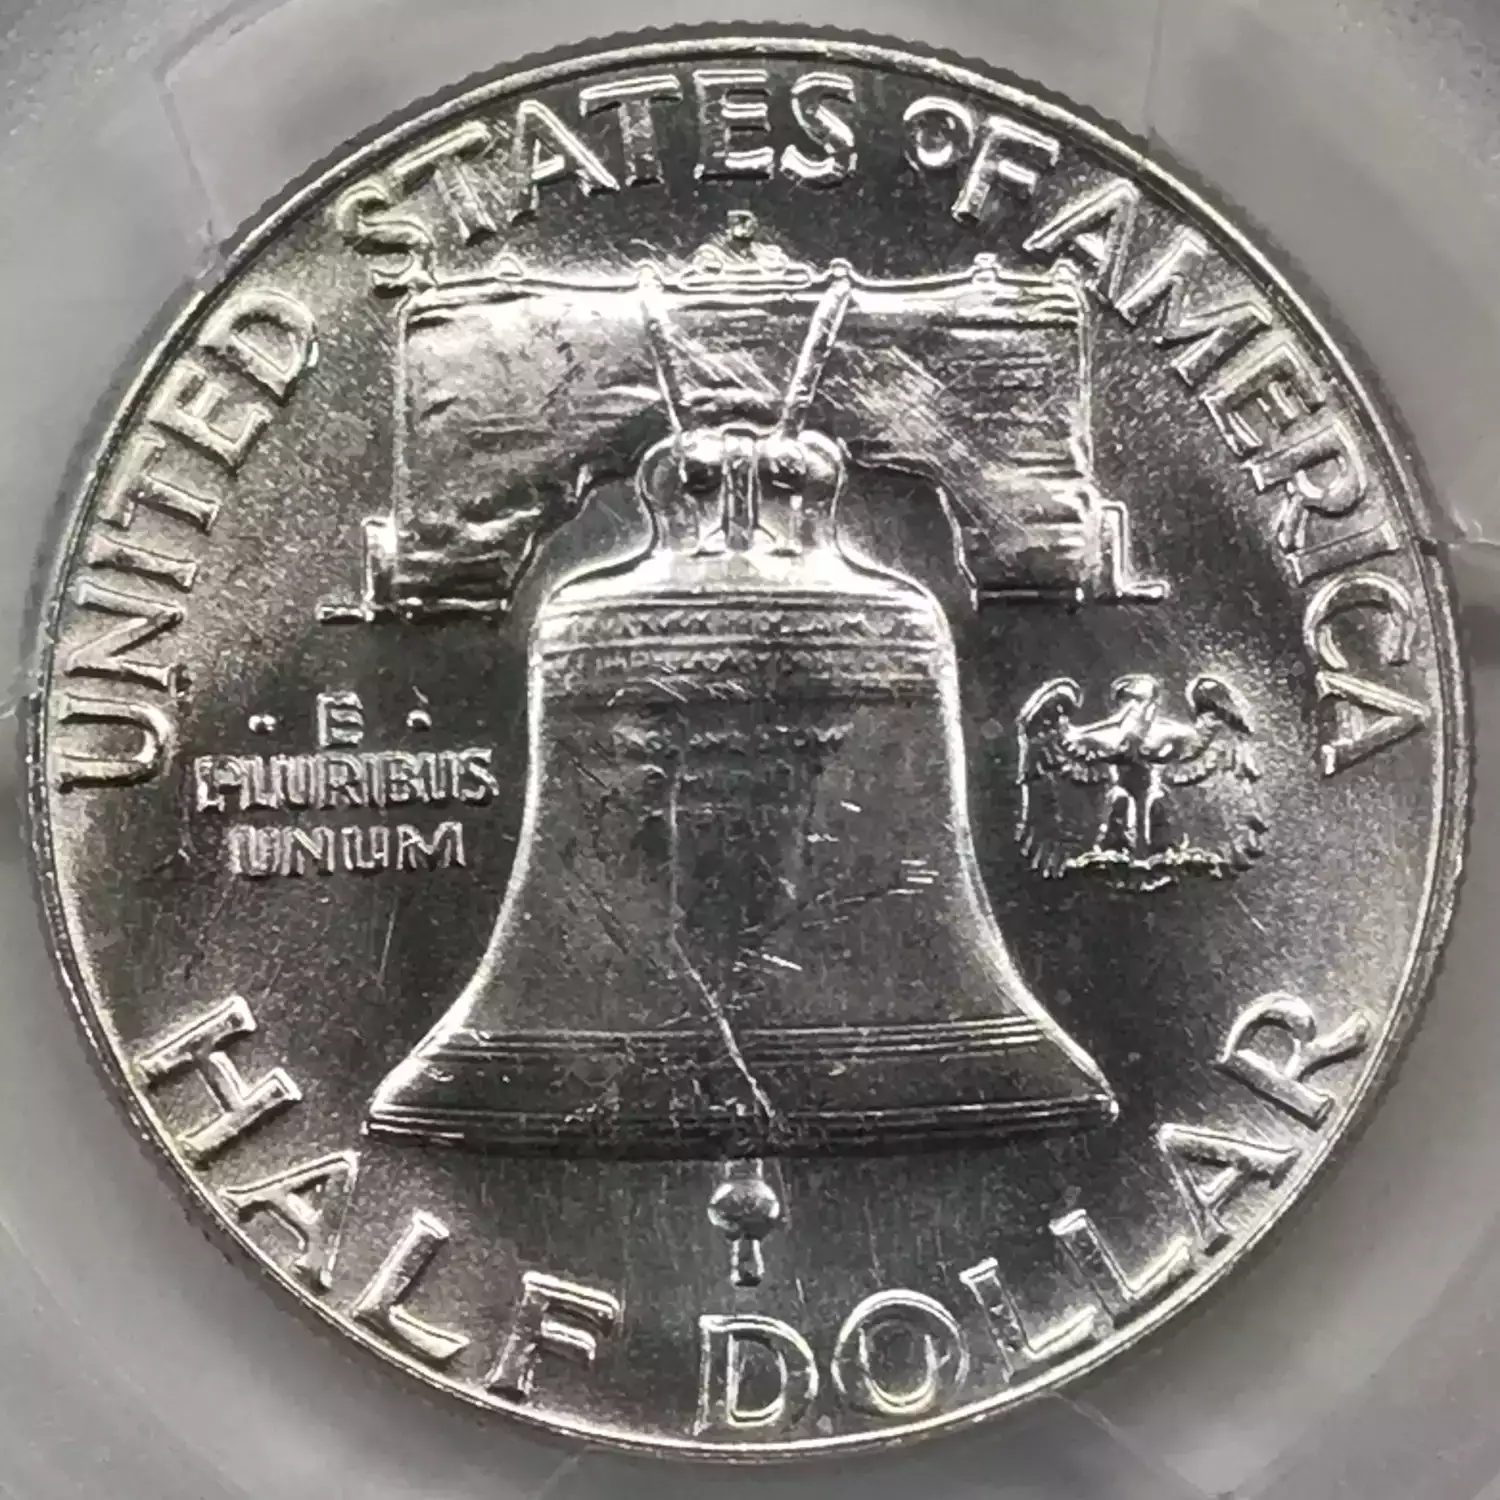 UNITED STATES OF AMERICA
D
· E ·
PLURIBUS
UNUM
HALF DOLLAR